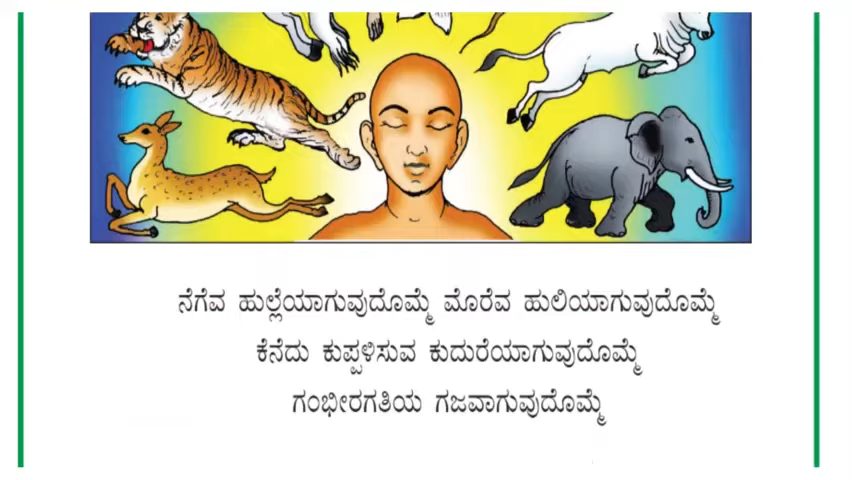 ನೆಗೆವ ಹುಲ್ಲೆಯಾಗುವುದೊಮ್ಮೆ ಮೊರೆವ ಹುಲಿಯಾಗುವುದೊಮ್ಮೆ
ಕೆನೆದು ಕುಪ್ಪಳಿಸುವ ಕುದುರೆಯಾಗುವುದೊಮ್ಮೆ
ಗಂಭೀರಗತಿಯ ಗಜವಾಗುವುದೊಮ್ಮೆ